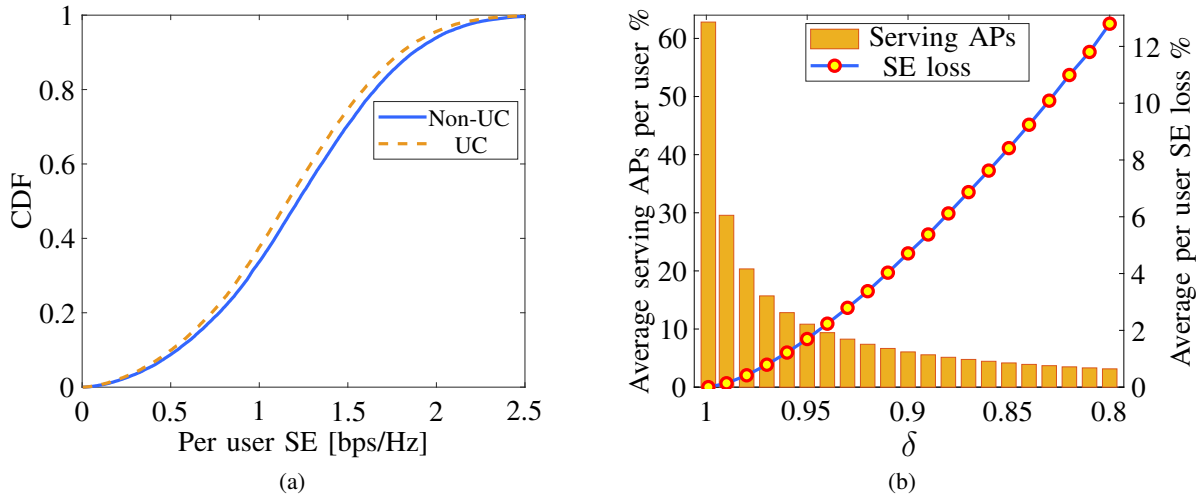 1
0.8
0.6
0.4
0.2
0
CDF
Non-UC
UC
0 0.5 1 1.5 2 2.5
Per user SE [bps/Hz]
(a)
Average serving APs per user %
60
50
40
30
20
10
0
Serving APs
SE loss
12
10
8
6
4
2
0
Average per user SE loss %
1 0.95 0.9 0.85 0.8
δ
(b)